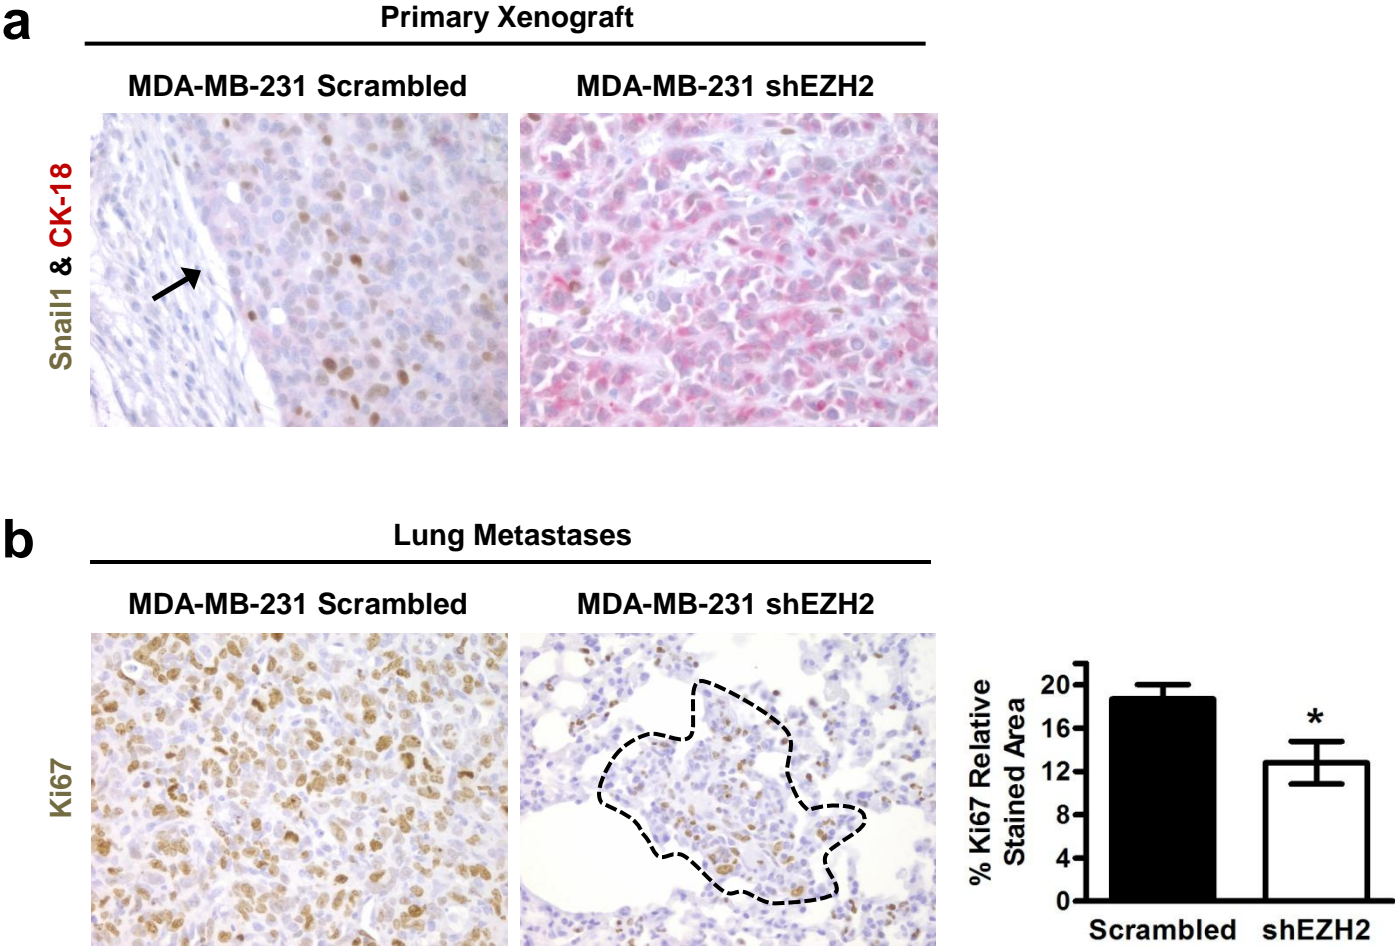 a
Primary Xenograft
MDA-MB-231 Scrambled
MDA-MB-231 shEZH2
Snail1 & CK-18
b
Lung Metastases
MDA-MB-231 Scrambled
MDA-MB-231 shEZH2
Ki67
% Ki67 Relative
Stained Area
20
16
12
8
4
0
*
Scrambled
shEZH2